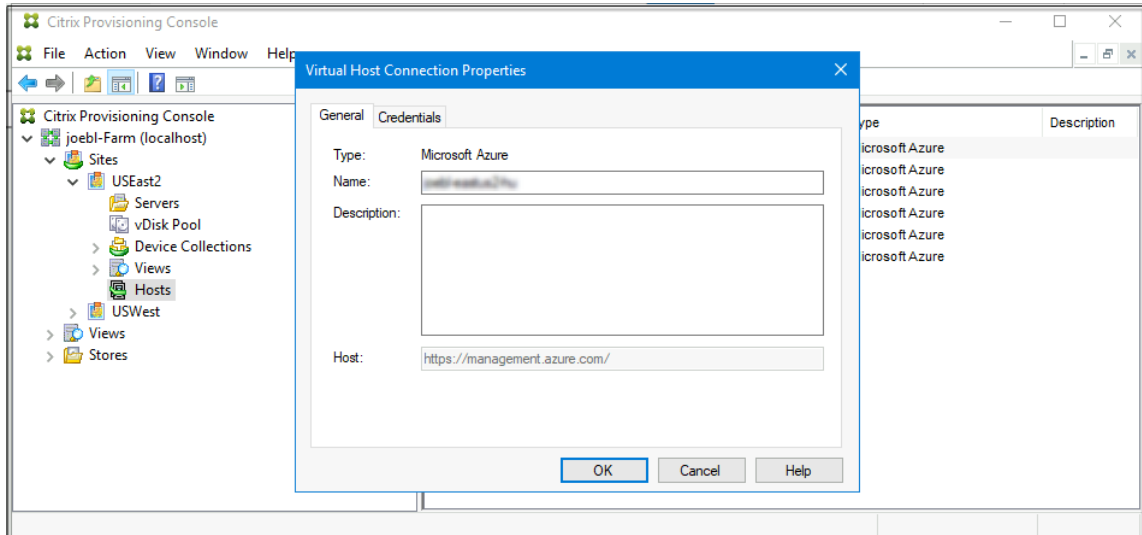 Citrix Provisioning Console
File Action View Window Help
Virtual Host Connection Properties
Citrix Provisioning Console
joebl-Farm (localhost)
Sites
USEast2
Servers
vDisk Pool
Device Collections
Views
Hosts
USWest
Views
Stores
General Credentials
Type: Microsoft Azure
Name:
Description:
Host: https://management.azure.com/
OK Cancel Help
ype Description
icrosoft Azure
icrosoft Azure
icrosoft Azure
icrosoft Azure
icrosoft Azure
icrosoft Azure